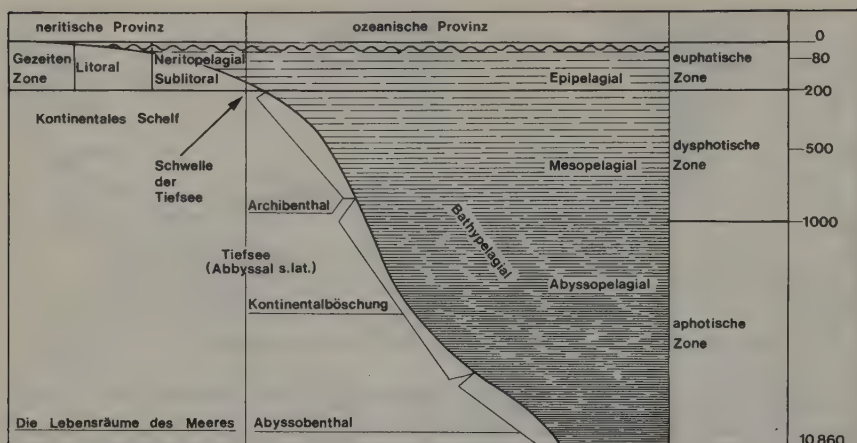 neritische Provinz
ozeanische Provinz
0
Gezeiten
Zone
Litoral
Neritopelagial
Sublitoral
Epipelagial
euphatische
Zone
80
200
Kontinentales Schelf
Schwelle
der
Tiefsee
dysphotische
Zone
500
Mesopelagial
Archibenthal
1000
Bathypelagial
Tiefsee
(Abbyssal s.lat.)
Abyssopelagial
Kontinentalböschung
aphotische
Zone
Die Lebensräume des Meeres
Abyssobenthal
10.860